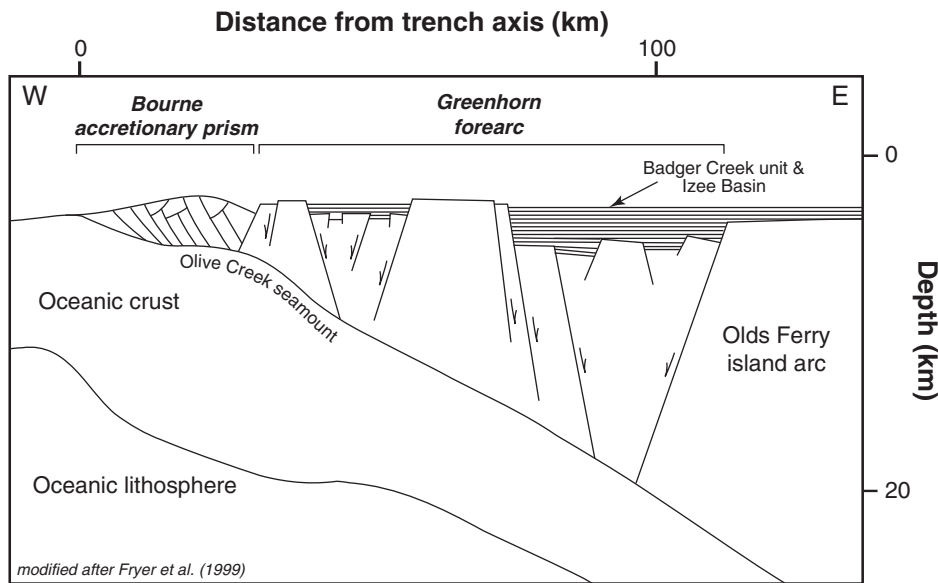 Distance from trench axis (km)
0
100
W
E
Bourne
accretionary prism
Greenhorn
forearc
0
Badger Creek unit &
Izee Basin
Olive Creek seamount
Oceanic crust
Olds Ferry
island arc
Depth (km)
Oceanic lithosphere
20
modified after Fryer et al. (1999)